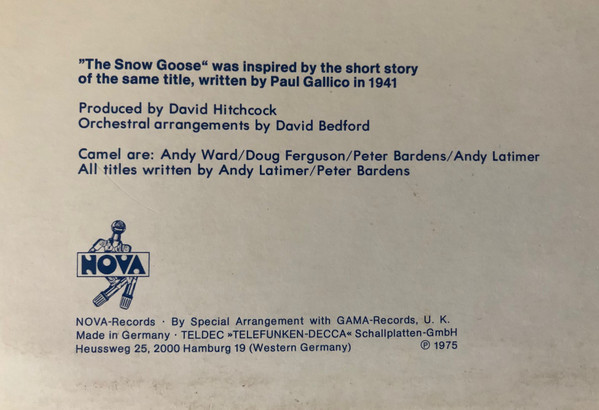 "The Snow Goose“ was inspired by the short story
of the same title, written by Paul Gallico in 1941
Produced by David Hitchcock
Orchestral arrangements by David Bedford
Camel are: Andy Ward/Doug Ferguson/Peter Bardens/Andy Latimer
All titles written by Andy Latimer/Peter Bardens
NOVA
NOVA-Records · By Special Arrangement with GAMA-Records, U. K.
Made in Germany · TELDEC »TELEFUNKEN-DECCA« Schallplatten-GmbH
Heussweg 25, 2000 Hamburg 19 (Western Germany) ℗ 1975